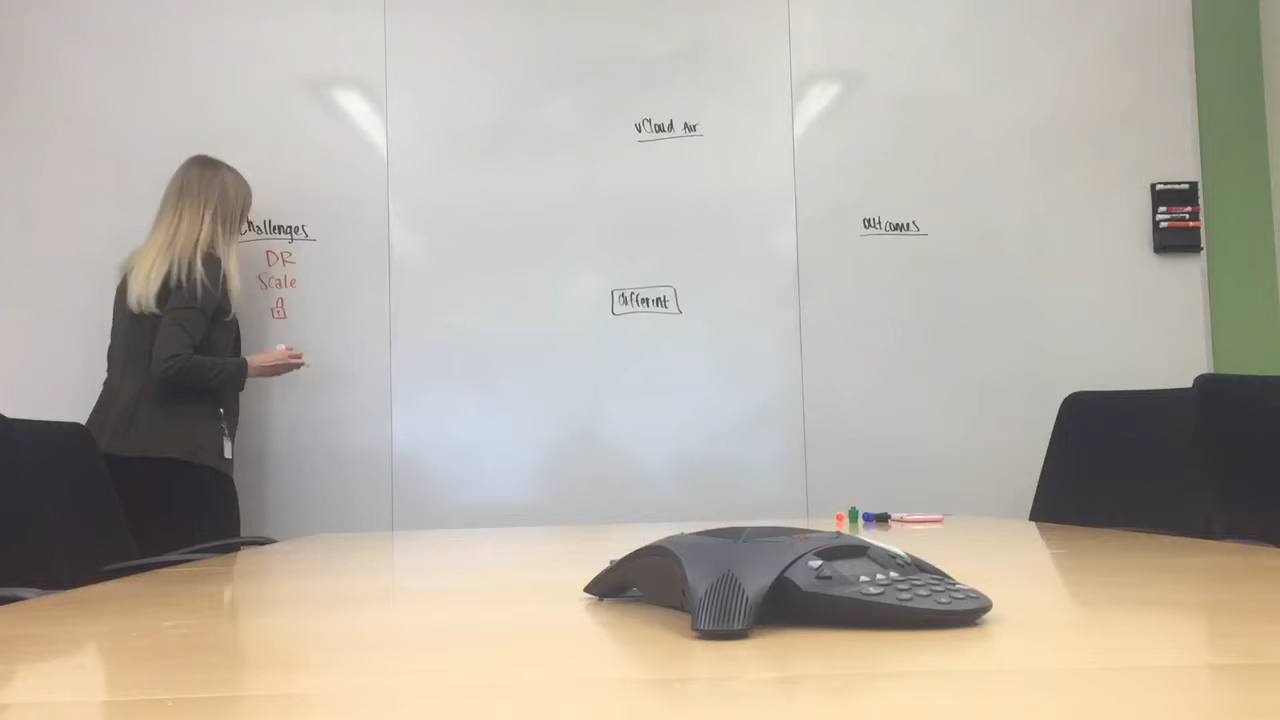 vCloud Air
Challenges
DR
Scale
different
outcomes